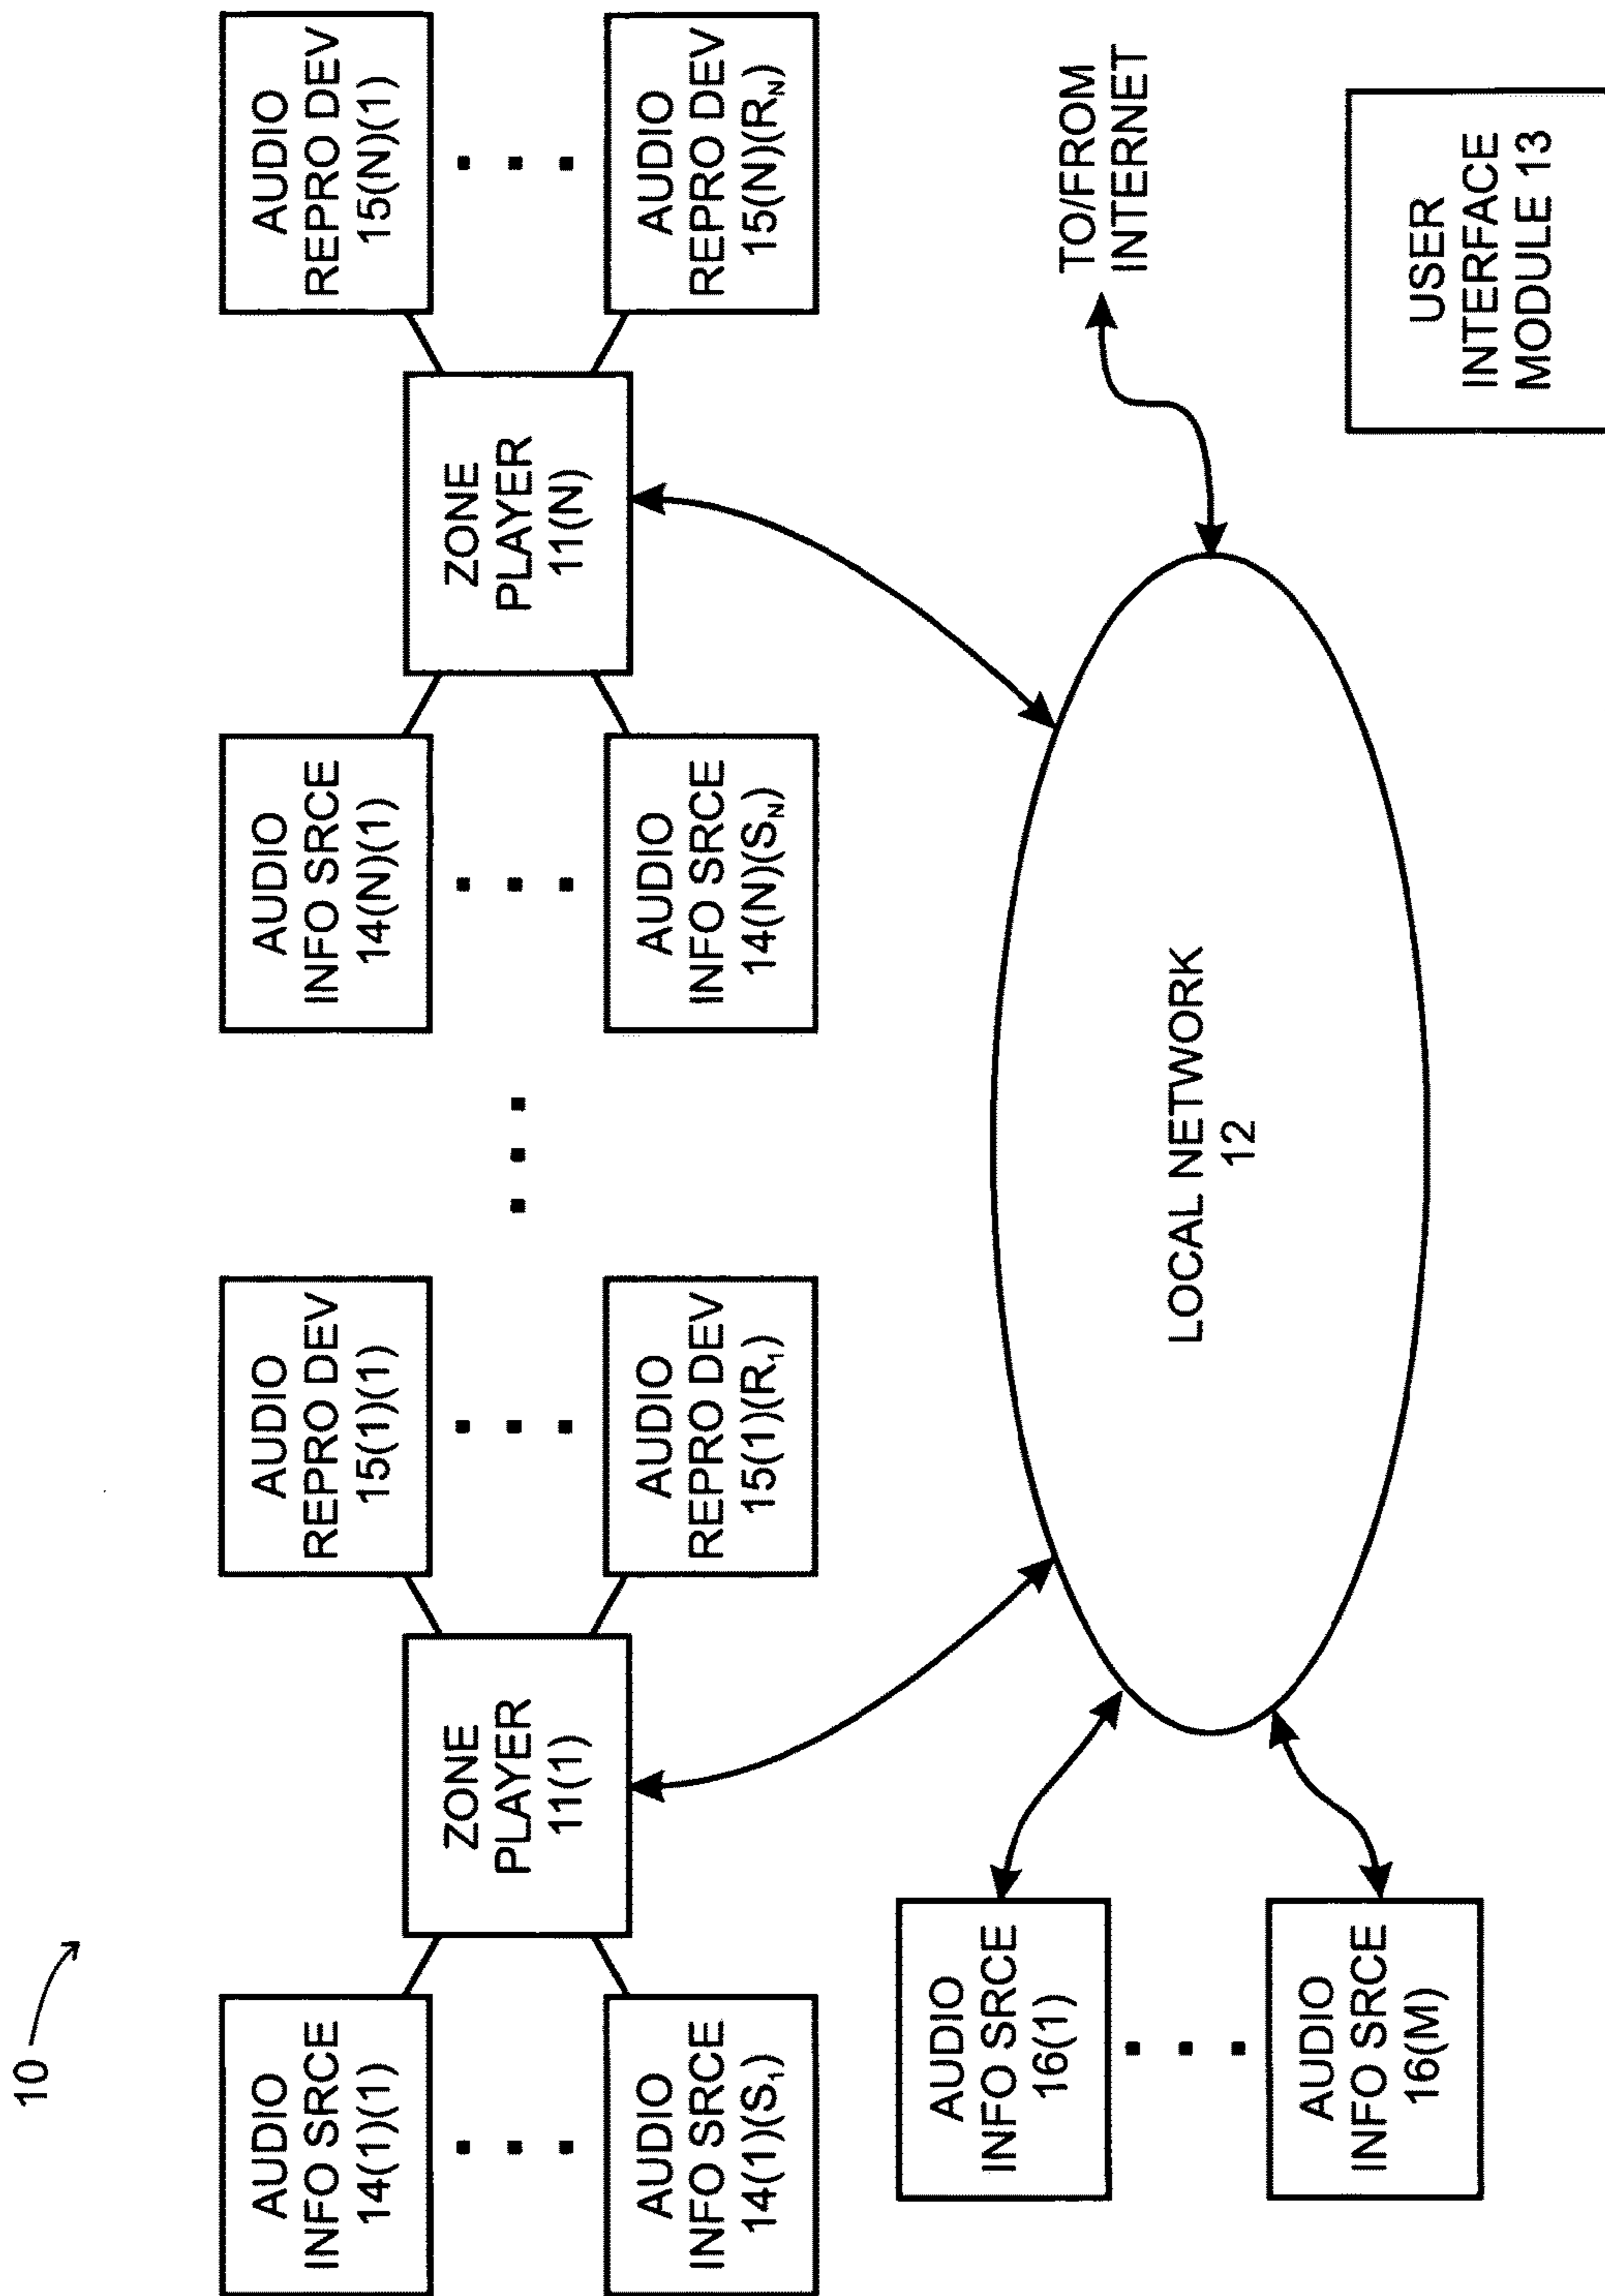 10
AUDIO
INFO SRCE
14(1)(1)
AUDIO
INFO SRCE
14(1)(S₁)
ZONE
PLAYER
11(1)
AUDIO
REPRO DEV
15(1)(1)
AUDIO
REPRO DEV
15(1)(R₁)
AUDIO
INFO SRCE
14(N)(1)
AUDIO
INFO SRCE
14(N)(S_N)
ZONE
PLAYER
11(N)
AUDIO
REPRO DEV
15(N)(1)
AUDIO
REPRO DEV
15(N)(R_N)
AUDIO
INFO SRCE
16(1)
AUDIO
INFO SRCE
16(M)
LOCAL NETWORK
12
TO/FROM
INTERNET
USER
INTERFACE
MODULE 13